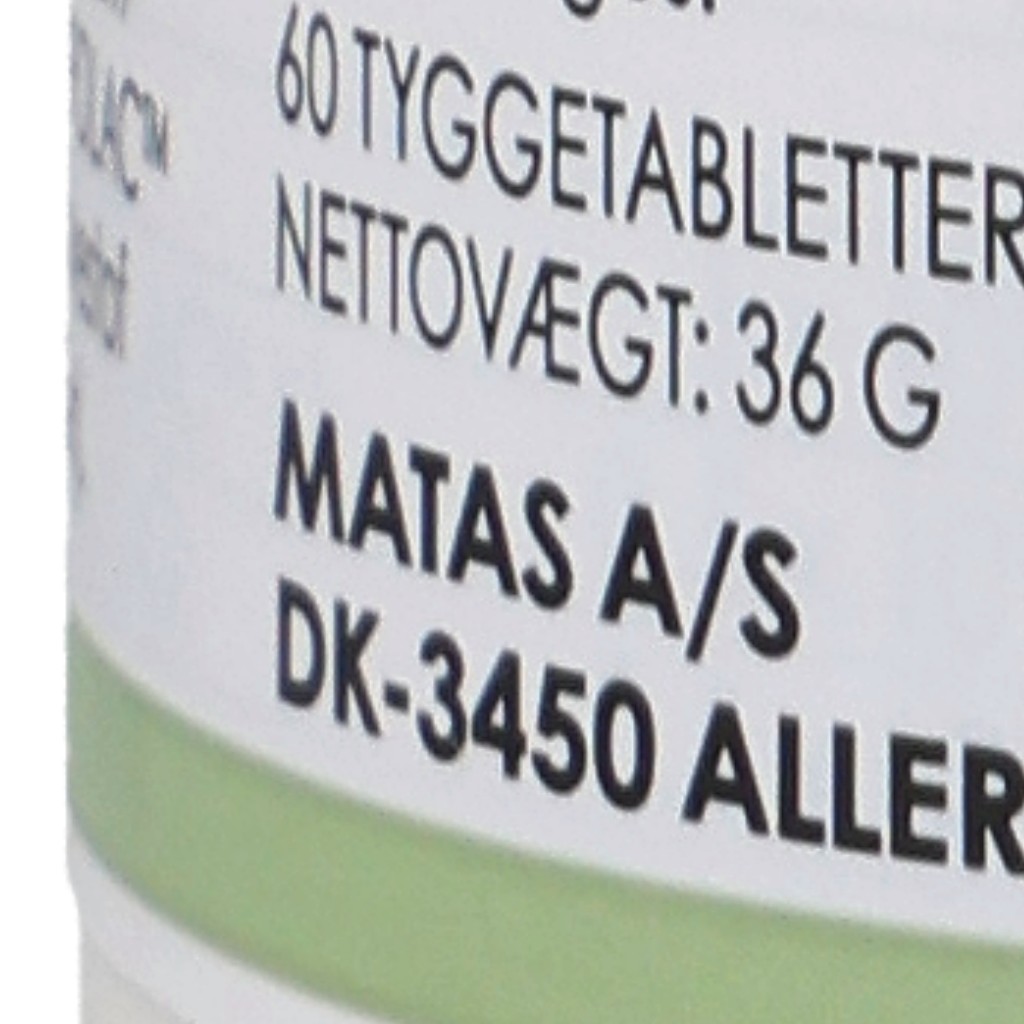 60 TYGGETABLETTER
NETTOVÆGT: 36 G
MATAS A/S
DK-3450 ALLER